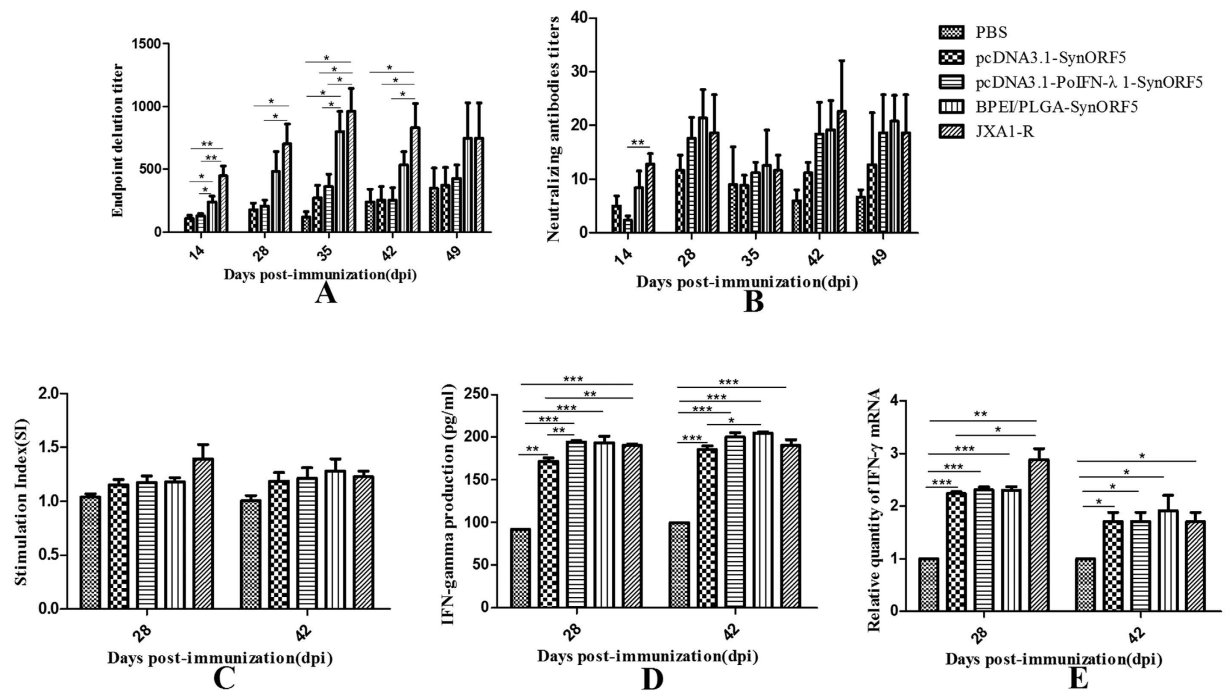 1500
1000
500
0
Endpoint delution titer
** ** * *
* *
* * * * *
* * *
14 28 35 42 49
Days post-immunization(dpi)
A
40
30
20
10
0
Neutralizing antibodies titers
**
14 28 35 42 49
Days post-immunization(dpi)
B
PBS
pcDNA3.1-SynORF5
pcDNA3.1-PoIFN-λ 1-SynORF5
BPEI/PLGA-SynORF5
JXA1-R
2.0
1.5
1.0
0.5
0.0
Stimulation Index(SI)
28 42
Days post-immunization(dpi)
C
250
200
150
100
50
0
IFN-gamma production (pg/ml)
***
**
***
***
**
**
***
***
***
*
***
28 42
Days post-immunization(dpi)
D
4
3
2
1
0
Relative quantity of IFN-γ mRNA
**
*
***
***
***
*
*
*
*
28 42
Days post-immunization(dpi)
E